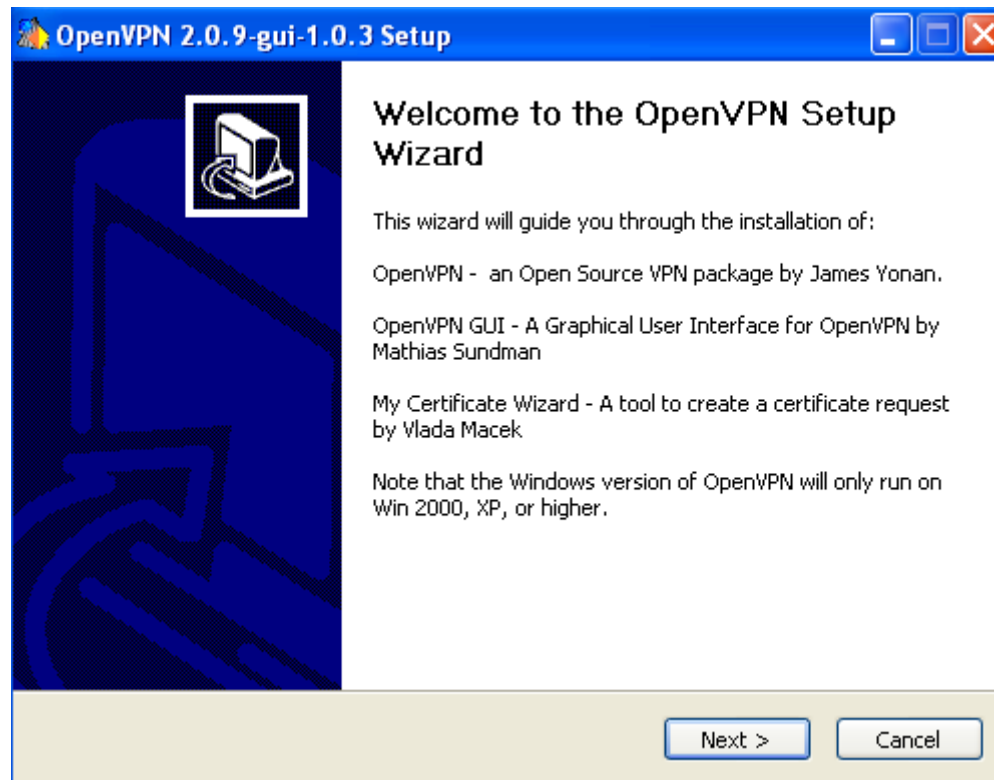 OpenVPN 2.0.9-gui-1.0.3 Setup
Welcome to the OpenVPN Setup
Wizard
This wizard will guide you through the installation of:
OpenVPN - an Open Source VPN package by James Yonan.
OpenVPN GUI - A Graphical User Interface for OpenVPN by
Mathias Sundman
My Certificate Wizard - A tool to create a certificate request
by Vlada Macek
Note that the Windows version of OpenVPN will only run on
Win 2000, XP, or higher.
Next >
Cancel